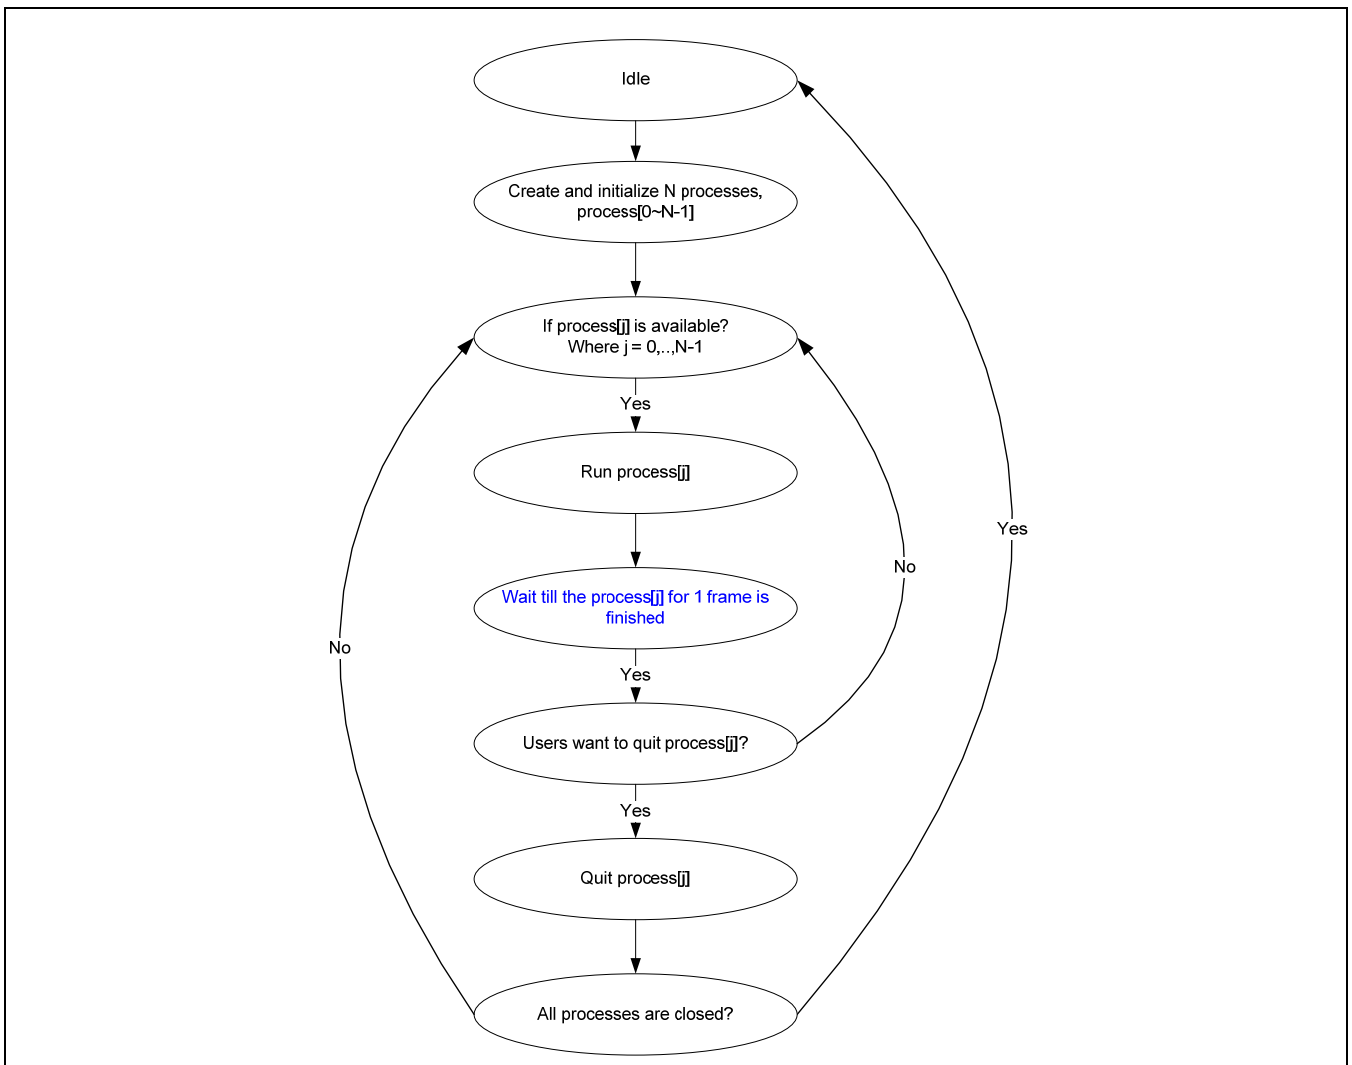 Idle
Create and initialize N processes,
process[0~N-1]
If process[j] is available?
Where j = 0,..,N-1
Yes
Run process[j]
Yes
No
Wait till the process[j] for 1 frame is
finished
No
Yes
Users want to quit process[j]?
Yes
Quit process[j]
All processes are closed?